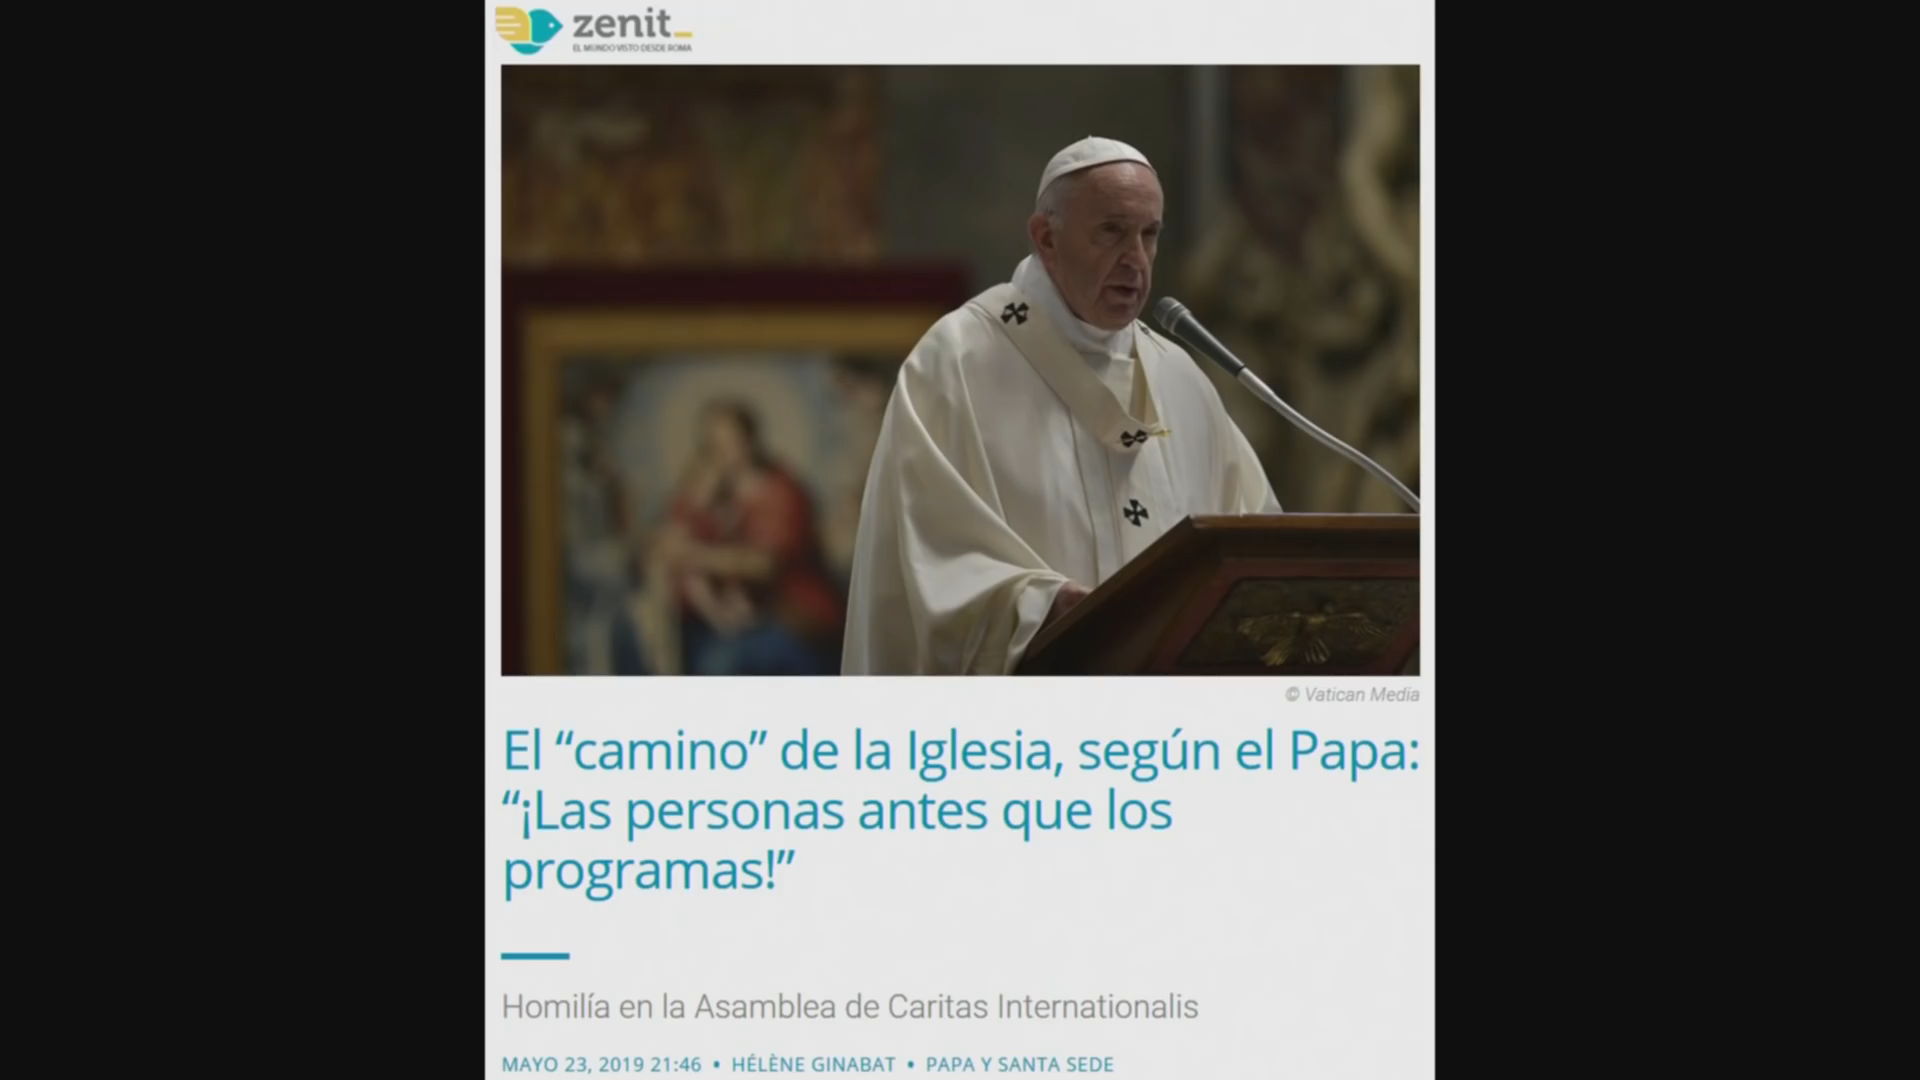 zenit_
EL MUNDO VISTO DESDE ROMA
© Vatican Media
El “camino” de la Iglesia, según el Papa:
“¡Las personas antes que los
programas!”
Homilía en la Asamblea de Caritas Internationalis
MAYO 23, 2019 21:46 • HÉLÈNE GINABAT • PAPA Y SANTA SEDE